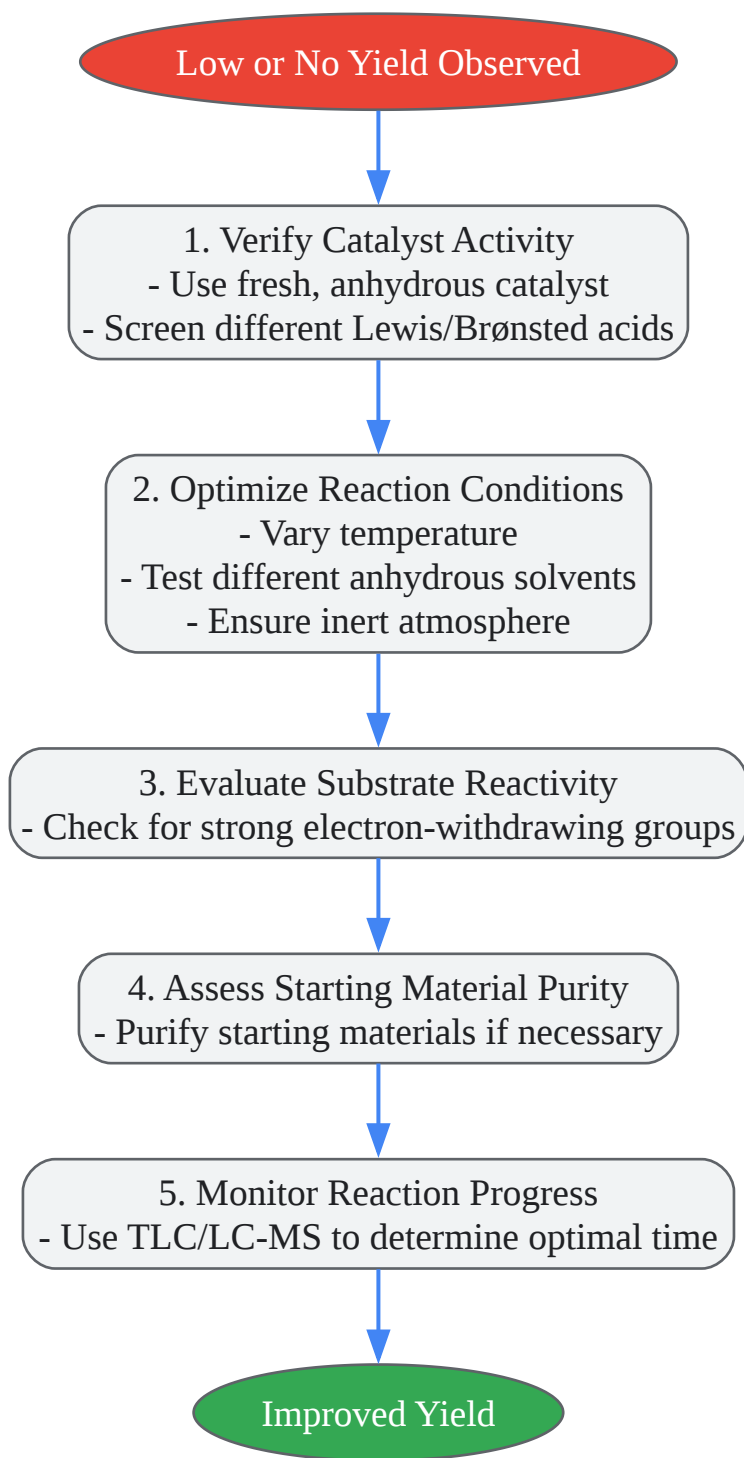 Low or No Yield Observed
1. Verify Catalyst Activity
- Use fresh, anhydrous catalyst
- Screen different Lewis/Brønsted acids
2. Optimize Reaction Conditions
- Vary temperature
- Test different anhydrous solvents
- Ensure inert atmosphere
3. Evaluate Substrate Reactivity
- Check for strong electron-withdrawing groups
4. Assess Starting Material Purity
- Purify starting materials if necessary
5. Monitor Reaction Progress
- Use TLC/LC-MS to determine optimal time
Improved Yield